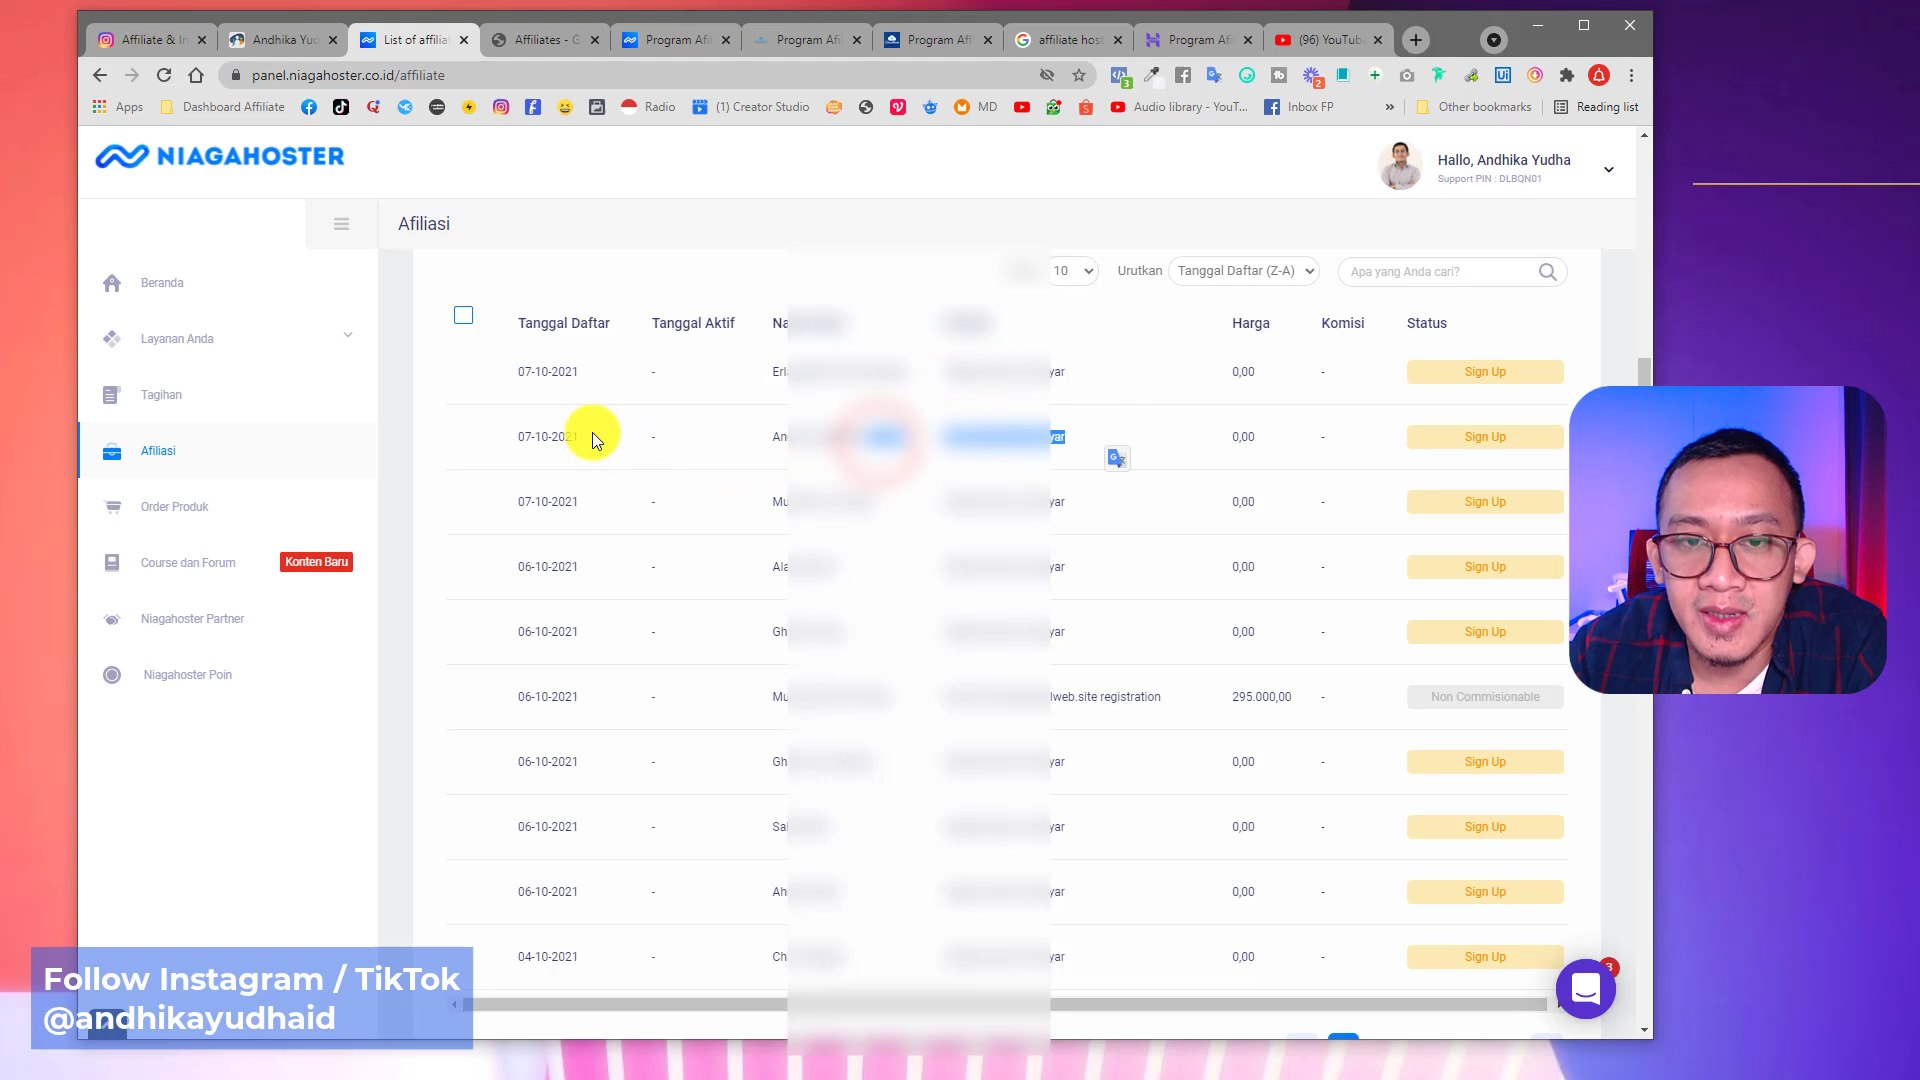 Affiliate & In
Andhika Yud
List of affilia
Affiliates - G
Program Afi
Program Afi
Program Aff
affiliate host
Program Afi
(96) YouTub
panel.niagahoster.co.id/affiliate
Apps
Dashboard Affiliate
Radio
(1) Creator Studio
MD
Audio library - YouT...
Inbox FP
»
Other bookmarks
Reading list
NIAGAHOSTER
Hallo, Andhika Yudha
Support PIN : DLBQN01
Afiliasi
Beranda
Layanan Anda
Tagihan
Afiliasi
Order Produk
Course dan Forum
Konten Baru
Niagahoster Partner
Niagahoster Poin
10
Urutkan
Tanggal Daftar (Z-A)
Apa yang Anda cari?
Tanggal Daftar Tanggal Aktif Na Harga Komisi Status
07-10-2021 - Erl yar 0,00 - Sign Up
07-10-2021 - An yar 0,00 - Sign Up
07-10-2021 - Mu yar 0,00 - Sign Up
06-10-2021 - Ala yar 0,00 - Sign Up
06-10-2021 - Gh yar 0,00 - Sign Up
06-10-2021 - Mu lweb.site registration 295.000,00 - Non Commisionable
06-10-2021 - Gh yar 0,00 - Sign Up
06-10-2021 - Sal yar 0,00 - Sign Up
06-10-2021 - Ah yar 0,00 - Sign Up
04-10-2021 - Ch yar 0,00 - Sign Up
3
Follow Instagram / TikTok
@andhikayudhaid